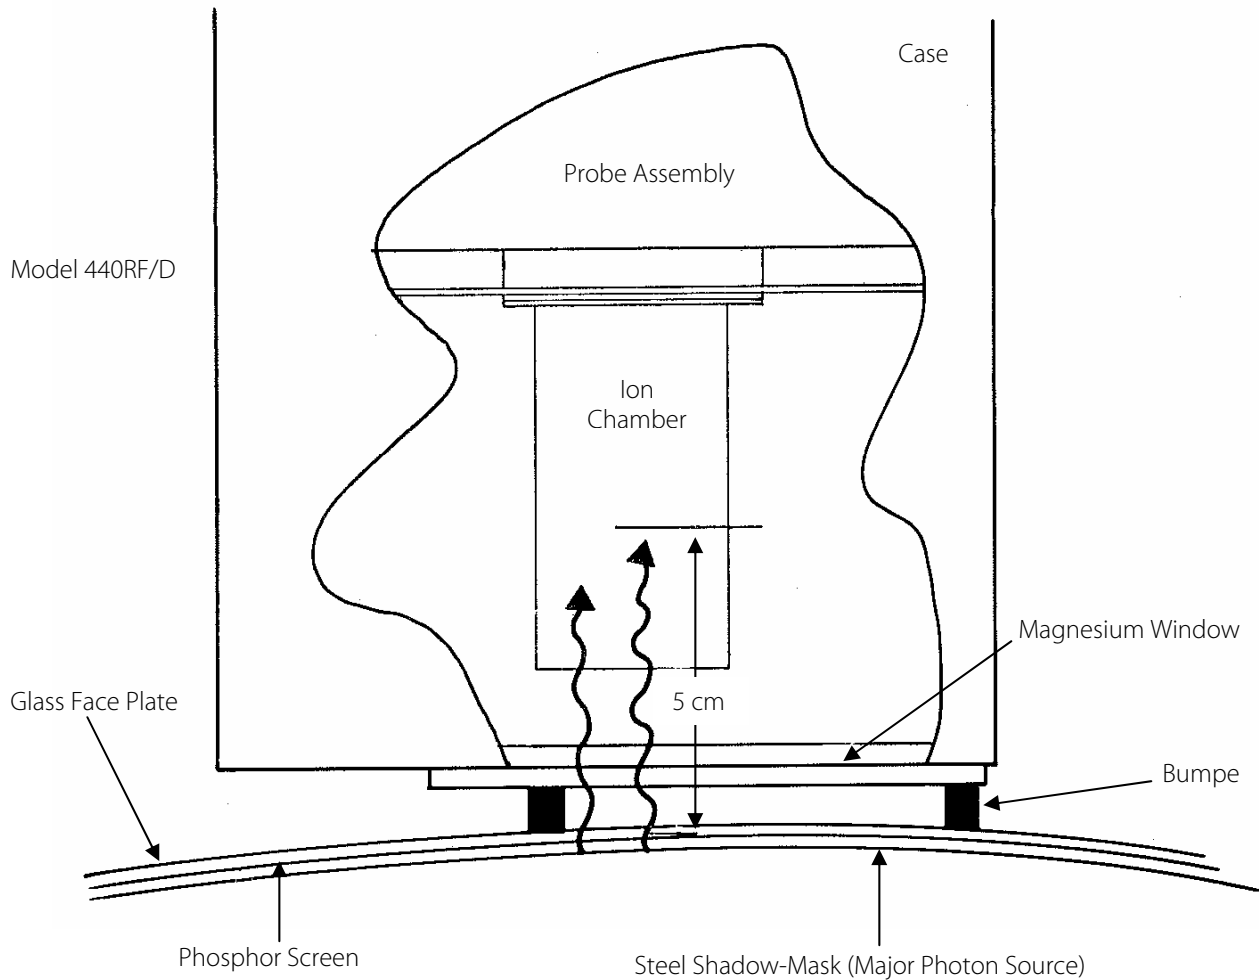 Case
Probe Assembly
Model 440RF/D
Ion
Chamber
Magnesium Window
Glass Face Plate
5 cm
Bumpe
Phosphor Screen
Steel Shadow-Mask (Major Photon Source)